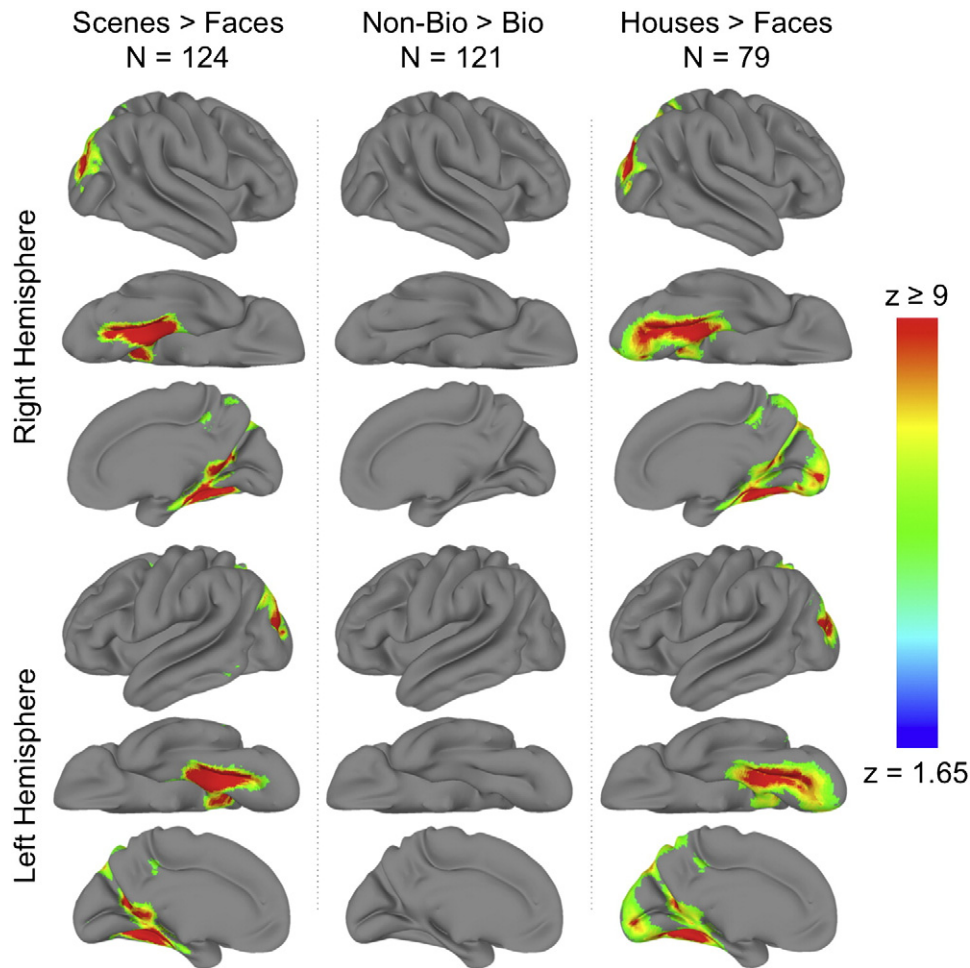 Scenes > Faces
N = 124
Non-Bio > Bio
N = 121
Houses > Faces
N = 79
Right Hemisphere
Left Hemisphere
z ≥ 9
z = 1.65